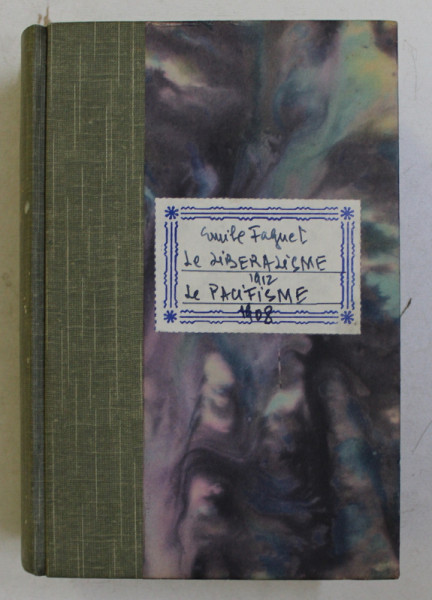 Emile Faguet
Le LiBERALiSME
1912
Le PACiFiSME
1908